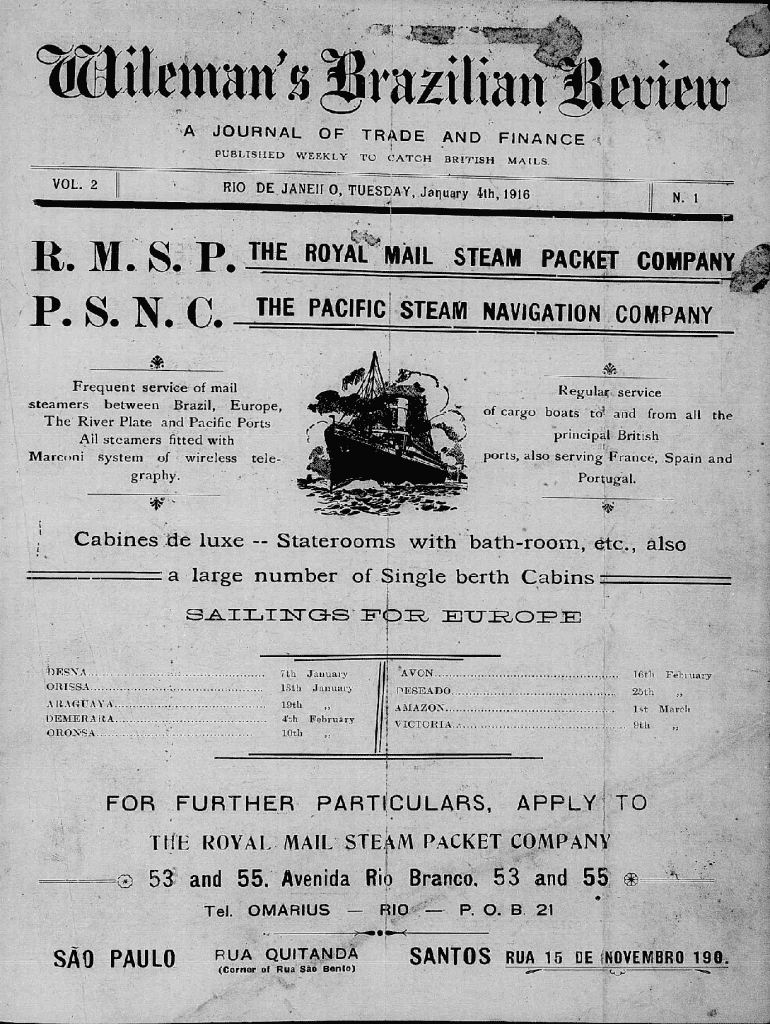 Wileman's Brazilian Review
A JOURNAL OF TRADE AND FINANCE
PUBLISHED WEEKLY TO CATCH BRITISH MAILS.
VOL. 2
RIO DE JANEIRO, TUESDAY, January 4th, 1916
N. 1
R. M. S. P. THE ROYAL MAIL STEAM PACKET COMPANY
P. S. N. C. THE PACIFIC STEAM NAVIGATION COMPANY
Frequent service of mail
steamers between Brazil, Europe,
The River Plate and Pacific Ports
All steamers fitted with
Marconi system of wireless tele-
graphy.
Regular service
of cargo boats to and from all the
principal British
ports, also serving France, Spain and
Portugal.
Cabines de luxe -- Staterooms with bath-room, etc., also
a large number of Single berth Cabins
SAILINGS FOR EUROPE
DESNA 7th January
ORISSA 13th January
ARAGUAYA 19th „
DEMERARA 4th February
ORONSA 10th „
AVON 16th February
DESEADO 25th „
AMAZON 1st March
VICTORIA 9th „
FOR FURTHER PARTICULARS, APPLY TO
THE ROYAL MAIL STEAM PACKET COMPANY
53 and 55. Avenida Rio Branco. 53 and 55
Tel. OMARIUS — RIO — P. O. B. 21
SÃO PAULO RUA QUITANDA
(Corner of Rua São Bento)
SANTOS RUA 15 DE NOVEMBRO 190.